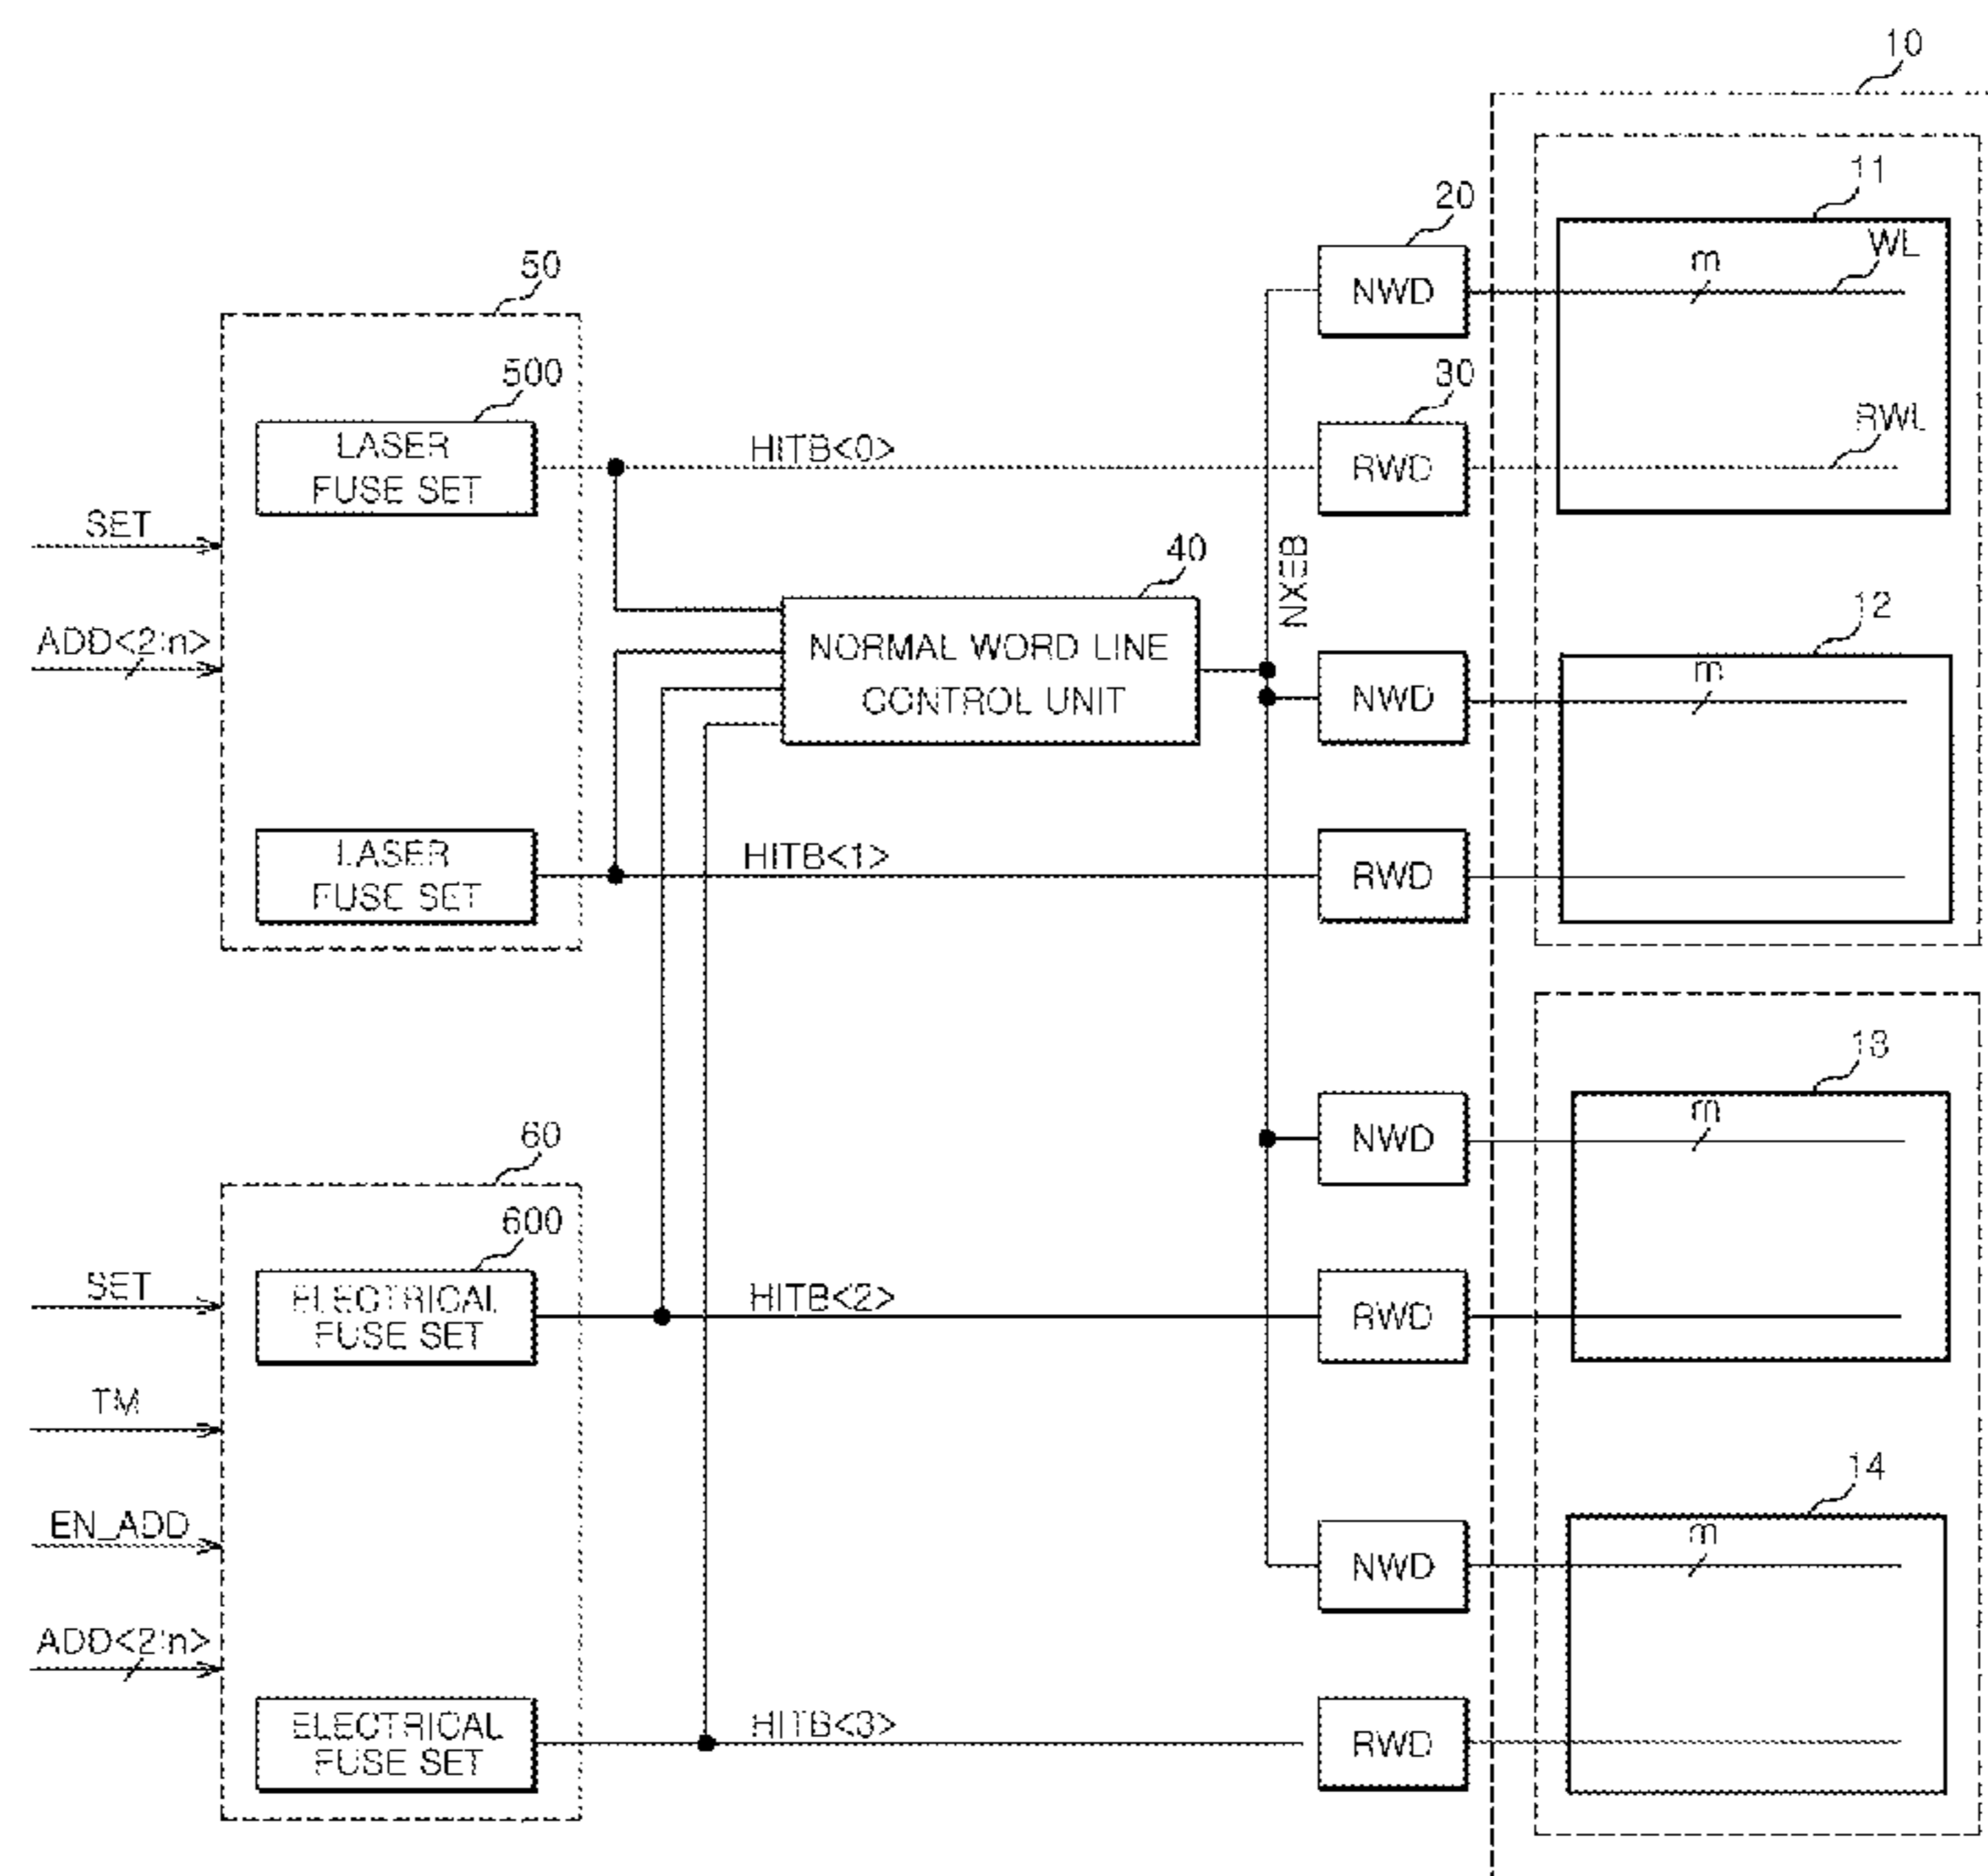 10
11
20
WL
m
50
NWD
500
30
LASER
FUSE SET
HITB<0>
RWD
RWL
SET
40
NXEB
ADD<2:n>
NORMAL WORD LINE
CONTROL UNIT
12
m
NWD
LASER
FUSE SET
HITB<1>
RWD
13
m
60
NWD
600
SET
ELECTRICAL
FUSE SET
HITB<2>
RWD
TM
14
EN_ADD
m
NWD
ADD<2:n>
ELECTRICAL
FUSE SET
HITB<3>
RWD